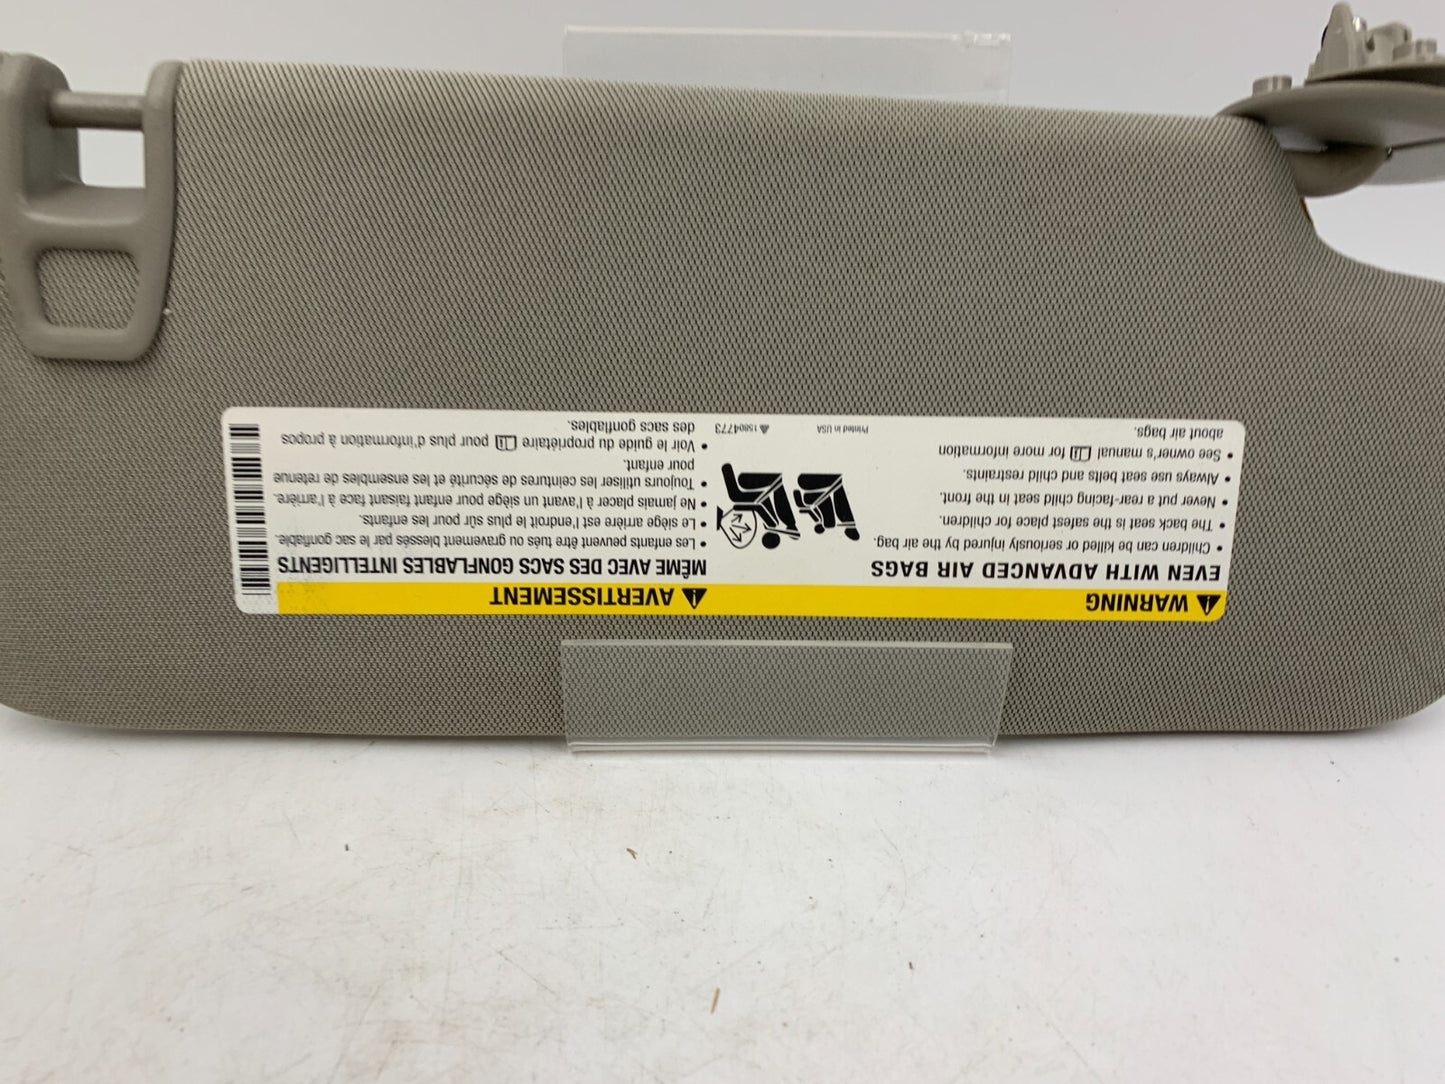 WARNING
EVEN WITH ADVANCED AIR BAGS
• Children can be killed or seriously injured by the air bag.
• The back seat is the safest place for children.
• Never put a rear-facing child seat in the front.
• Always use seat belts and child restraints.
• See owner's manual for more information
about air bags.
Printed in USA
15804773
AVERTISSEMENT
MÊME AVEC DES SACS GONFLABLES INTELLIGENTS
• Les enfants peuvent être tués ou gravement blessés par le sac gonflable.
• Le siège arrière est l'endroit le plus sûr pour les enfants.
• Ne jamais placer à l'avant un siège pour enfant faisant face à l'arrière.
• Toujours utiliser les ceintures de sécurité et les ensembles de retenue
pour enfant.
• Voir le guide du propriétaire pour plus d'information à propos
des sacs gonflables.